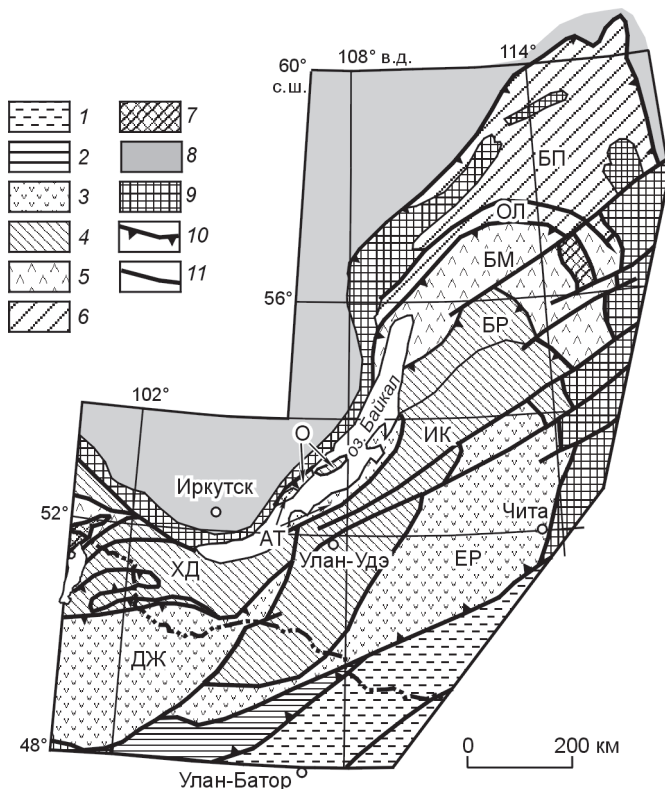 60° 108° в.д. 114°
с.ш.
1 7
2 8
3 9
4 10
5 11
6
БП
ОЛ
БМ
56°
БР
102°
оз. Байкал
О
ИК
Иркутск
52°
Чита
АТ
Улан-Удэ
ХД
ЕР
ДЖ
48°
0 200 км
Улан-Батор